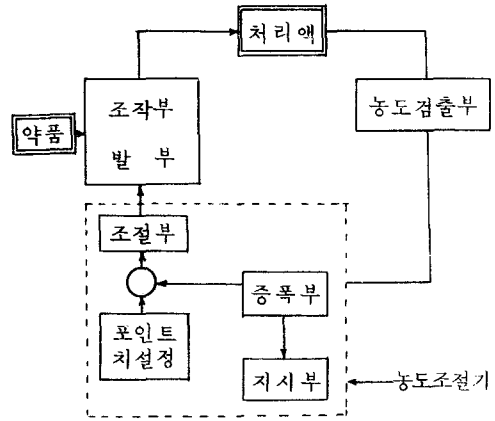 처리액
조작부
발 부
농도검출부
약품
조절부
증폭부
포인트
치설정
지시부
농도조절기